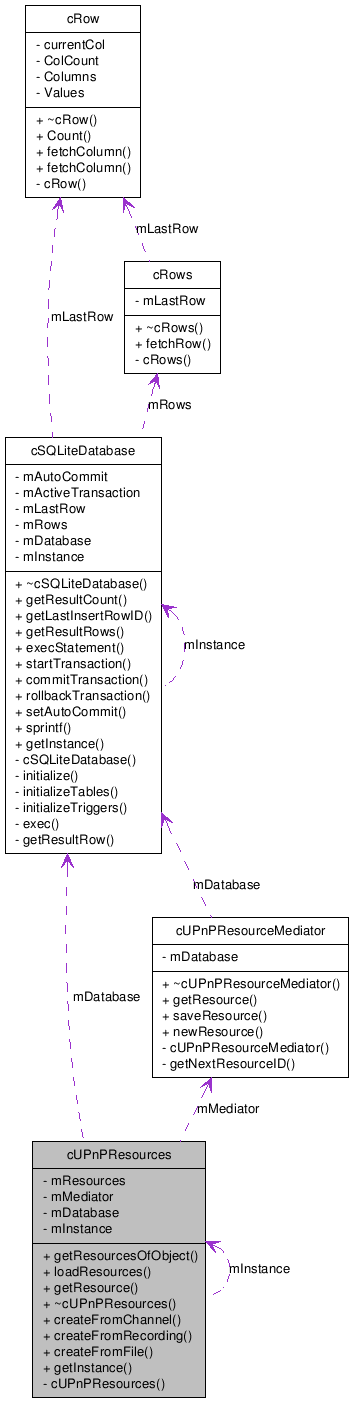 cRow
- currentCol
- ColCount
- Columns
- Values
+ ~cRow()
+ Count()
+ fetchColumn()
+ fetchColumn()
- cRow()
mLastRow
cRows
- mLastRow
+ ~cRows()
+ fetchRow()
- cRows()
mLastRow
mRows
cSQLiteDatabase
- mAutoCommit
- mActiveTransaction
- mLastRow
- mRows
- mDatabase
- mInstance
+ ~cSQLiteDatabase()
+ getResultCount()
+ getLastInsertRowID()
+ getResultRows()
+ execStatement()
+ startTransaction()
+ commitTransaction()
+ rollbackTransaction()
+ setAutoCommit()
+ sprintf()
+ getInstance()
- cSQLiteDatabase()
- initialize()
- initializeTables()
- initializeTriggers()
- exec()
- getResultRow()
mInstance
mDatabase
cUPnPResourceMediator
- mDatabase
+ ~cUPnPResourceMediator()
+ getResource()
+ saveResource()
+ newResource()
- cUPnPResourceMediator()
- getNextResourceID()
mDatabase
mMediator
cUPnPResources
- mResources
- mMediator
- mDatabase
- mInstance
+ getResourcesOfObject()
+ loadResources()
+ getResource()
+ ~cUPnPResources()
+ createFromChannel()
+ createFromRecording()
+ createFromFile()
+ getInstance()
- cUPnPResources()
mInstance